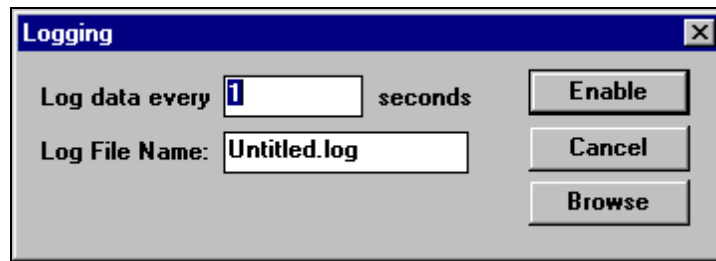 Logging
Log data every 1 seconds
Enable
Log File Name: Untitled.log
Cancel
Browse